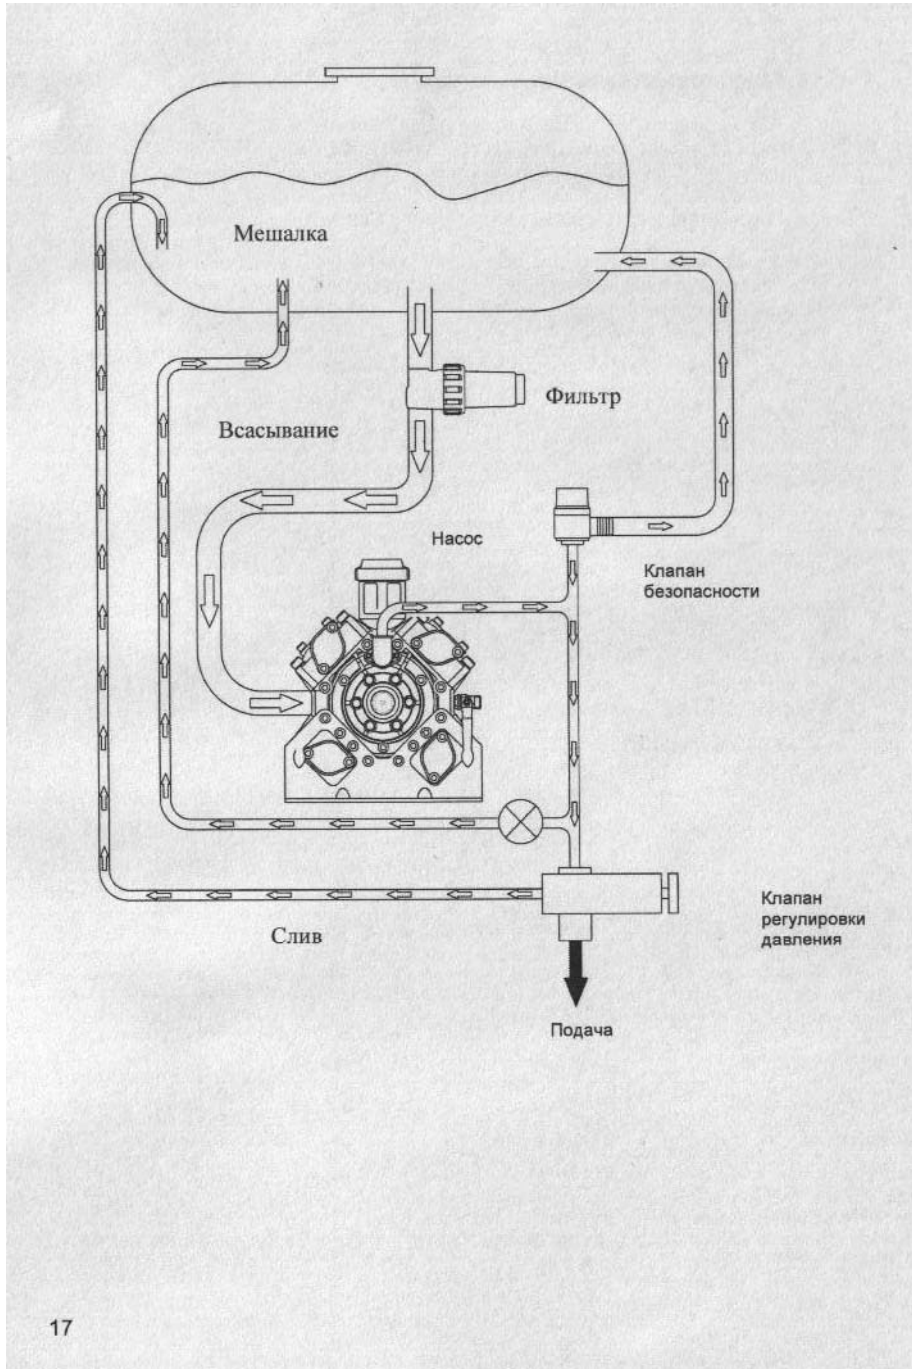 Мешалка
Фильтр
Всасывание
Насос
Клапан
безопасности
Клапан
регулировки
давления
Слив
Подача
17